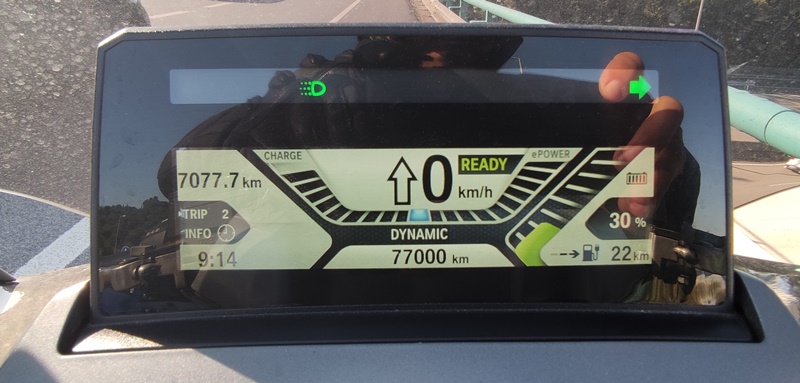 CHARGE
ePOWER
READY
7077.7 km
0
km/h
TRIP 2
INFO
30 %
DYNAMIC
9:14
77000 km
22 km